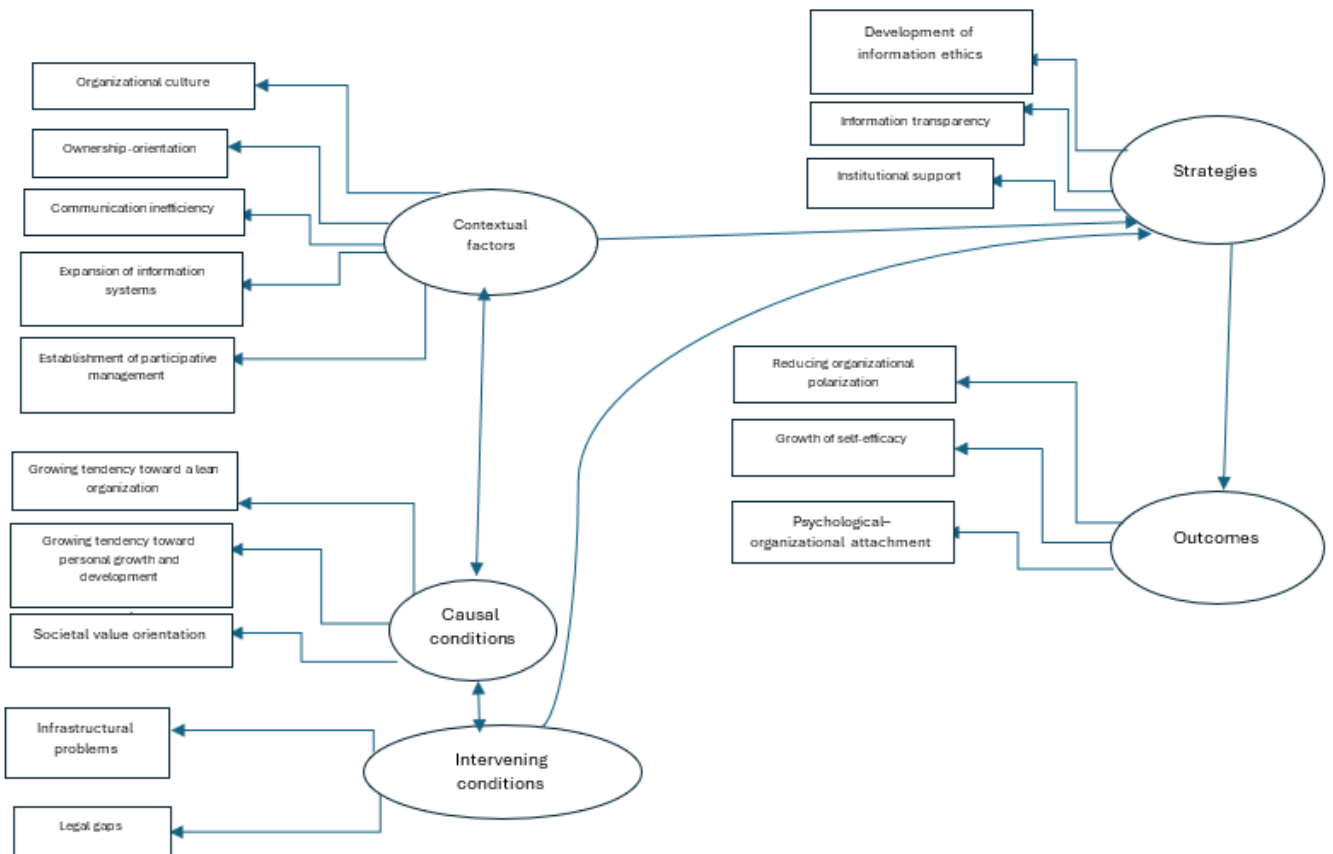 Organizational culture
Ownership-orientation
Communication inefficiency
Expansion of information
systems
Establishment of participative
management
Contextual
factors
Growing tendency toward a lean
organization
Growing tendency toward
personal growth and
development
Societal value orientation
Causal
conditions
Infrastructural
problems
Legal gaps
Intervening
conditions
Development of
information ethics
Information transparency
Institutional support
Strategies
Reducing organizational
polarization
Growth of self-efficacy
Psychological–
organizational attachment
Outcomes